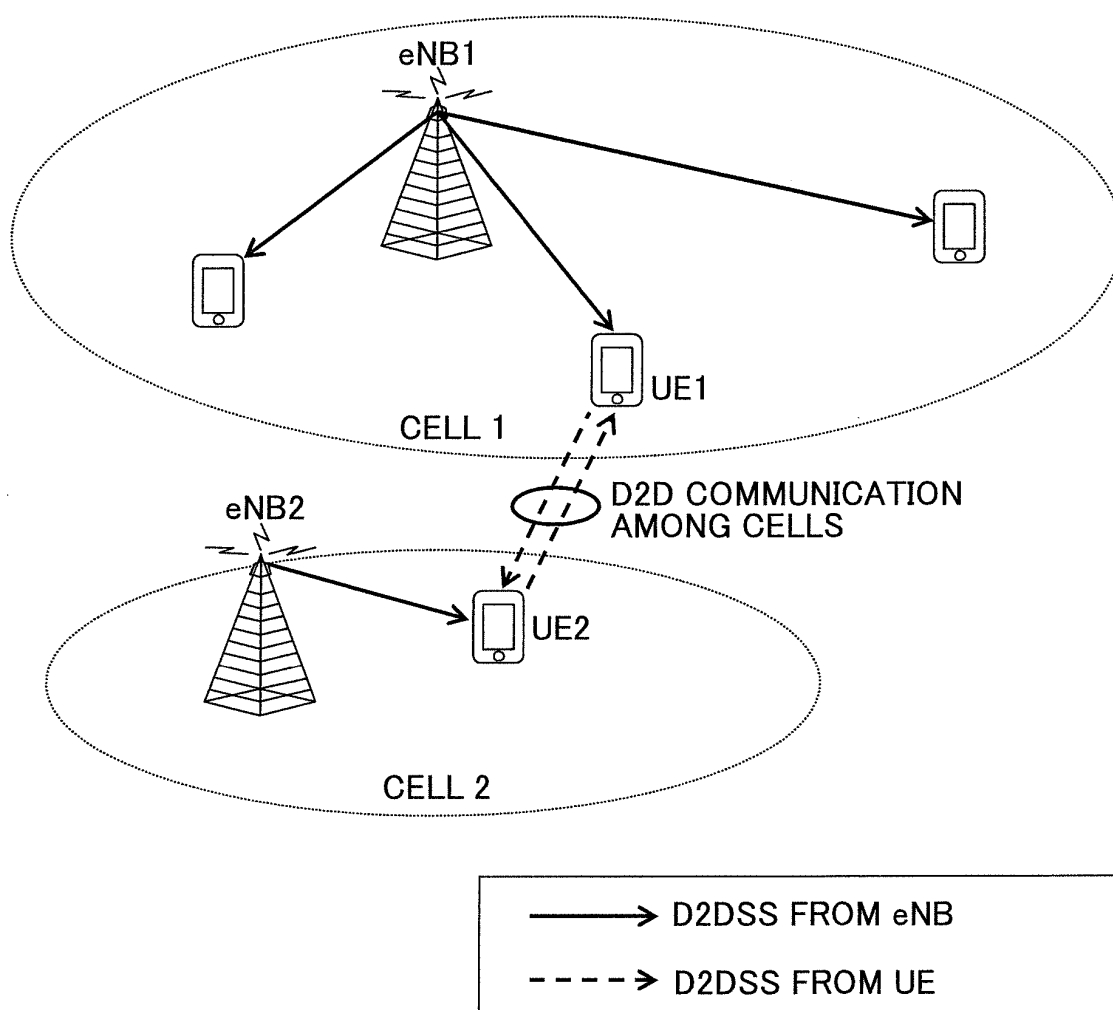 eNB1
UE1
CELL 1
D2D COMMUNICATION
AMONG CELLS
eNB2
UE2
CELL 2
D2DSS FROM eNB
D2DSS FROM UE